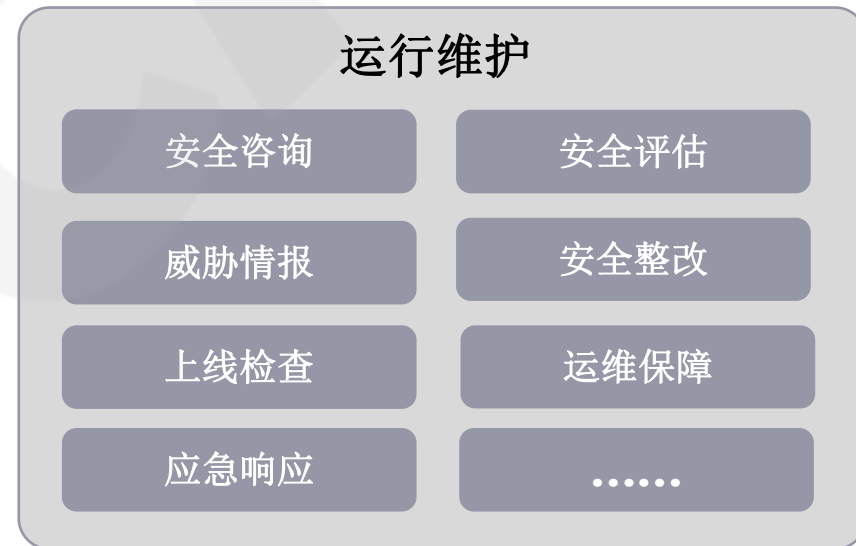 运行维护
安全咨询
安全评估
威胁情报
安全整改
上线检查
运维保障
应急响应
......